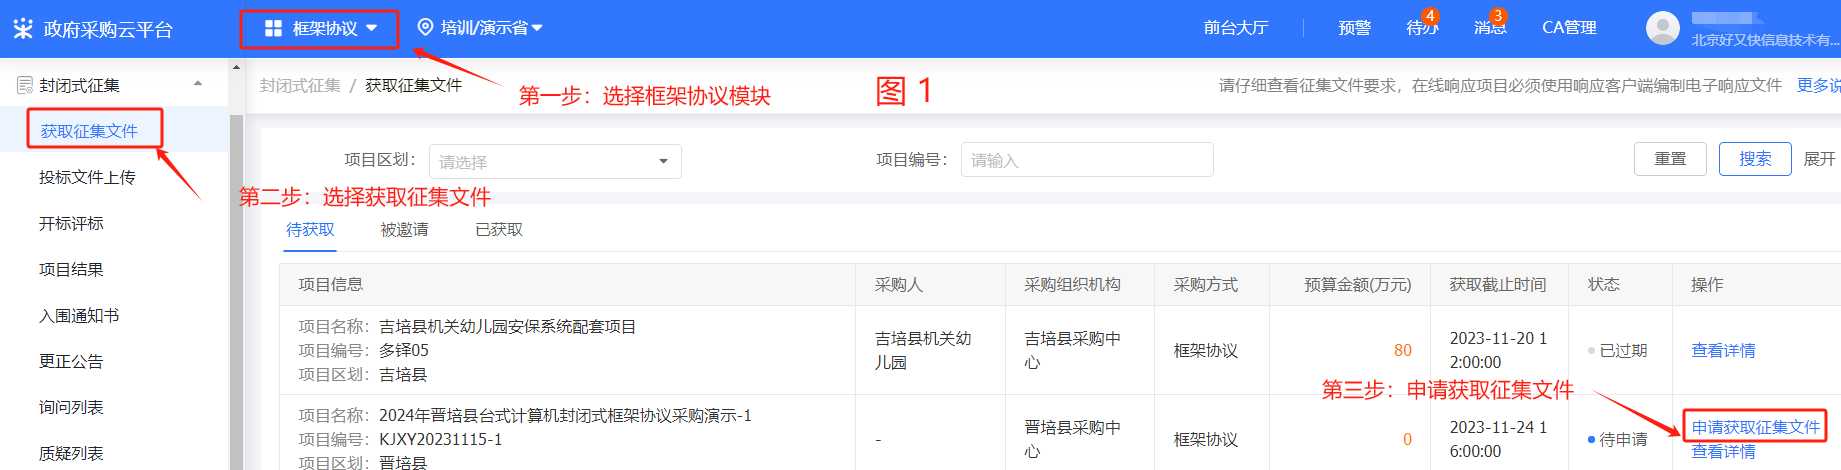 政府采购云平台
框架协议
培训/演示省
前台大厅
预警
待办
4
消息
3
CA管理
北京好又快信息技术有...
封闭式征集
获取征集文件
投标文件上传
开标评标
项目结果
入围通知书
更正公告
询问列表
质疑列表
封闭式征集 / 获取征集文件
第一步：选择框架协议模块
图 1
请仔细查看征集文件要求，在线响应项目必须使用响应客户端编制电子响应文件
更多说
项目区划：
请选择
项目编号：
请输入
重置
搜索
展开
第二步：选择获取征集文件
待获取
被邀请
已获取
项目信息
采购人
采购组织机构
采购方式
预算金额(万元)
获取截止时间
状态
操作
项目名称：吉培县机关幼儿园安保系统配套项目
项目编号：多铎05
项目区划：吉培县
吉培县机关幼
儿园
吉培县采购中
心
框架协议
80
2023-11-20 1
2:00:00
已过期
查看详情
第三步：申请获取征集文件
项目名称：2024年晋培县台式计算机封闭式框架协议采购演示-1
项目编号：KJXY20231115-1
项目区划：晋培县
-
晋培县采购中
心
框架协议
0
2023-11-24 1
6:00:00
待申请
申请获取征集文件
查看详情